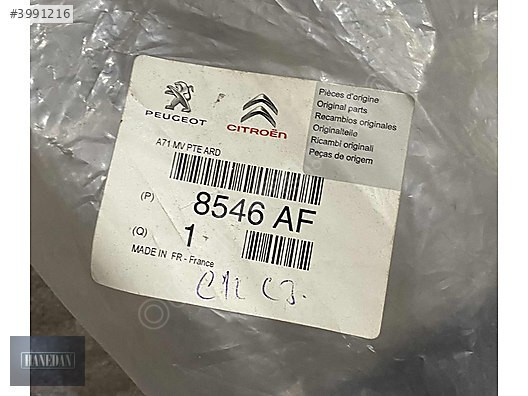 #3991216
PEUGEOT
CITROËN
Pièces d'origine
Original parts
Recambios originales
Originalteile
Ricambi originali
Peças de origem
A71 MV PTE ARD
(P) 8546 AF
(Q) 1
MADE IN FR - France
C3.
HANEDAN